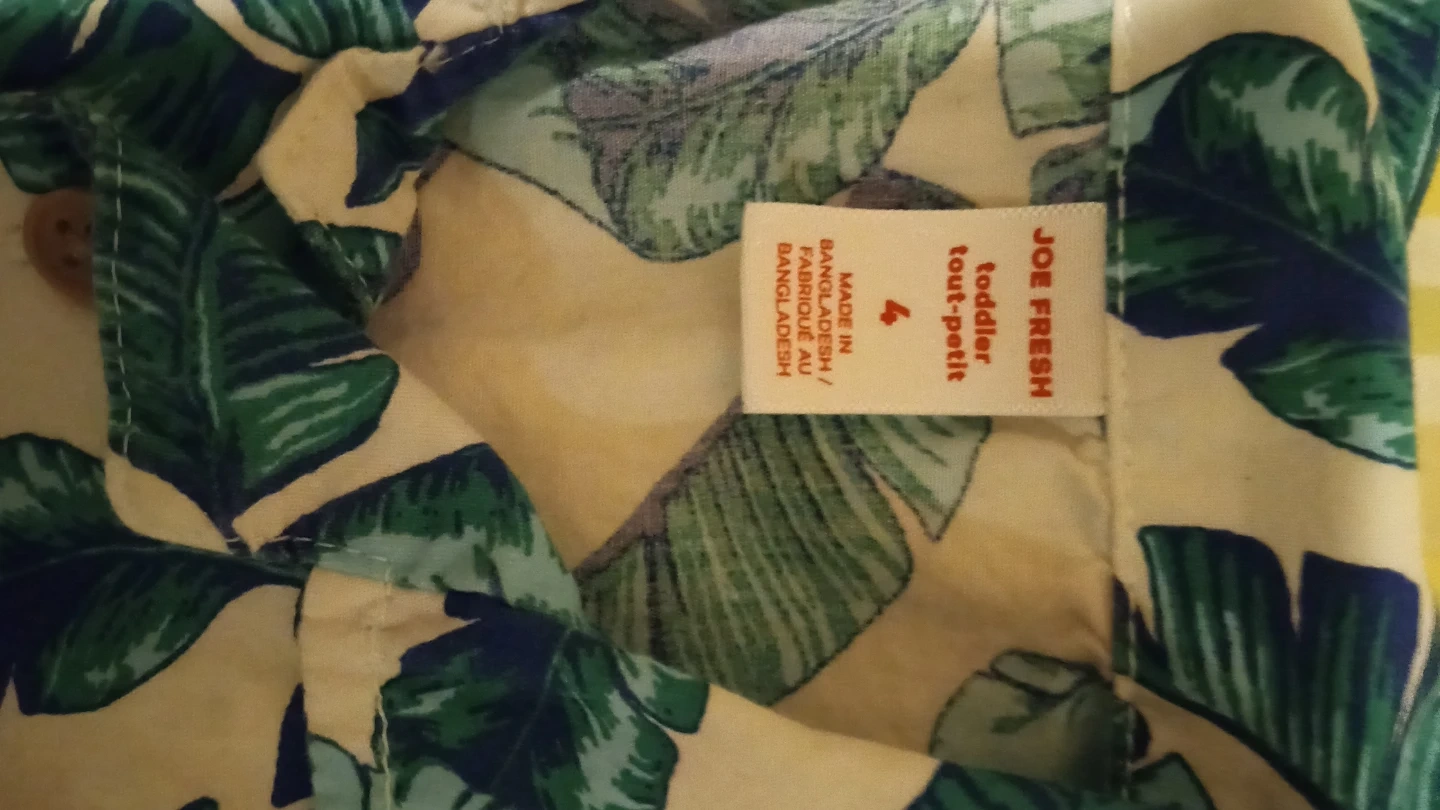 JOE FRESH
toddler
tout-petit
4
MADE IN
BANGLADESH /
FABRIQUÉ AU
BANGLADESH